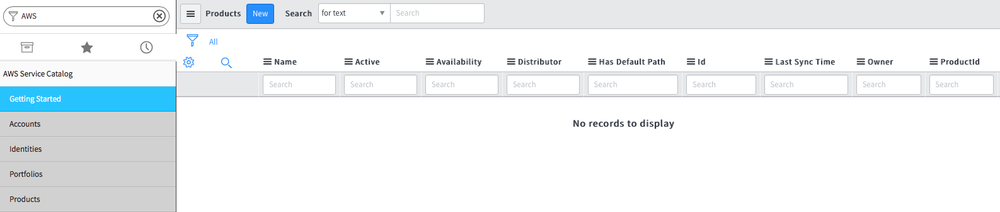 AWS
AWS Service Catalog
Getting Started
Accounts
Identities
Portfolios
Products
Products New Search for text Search
All
Name Active Availability Distributor Has Default Path Id Last Sync Time Owner ProductId
Search Search Search Search Search Search Search Search Search
No records to display